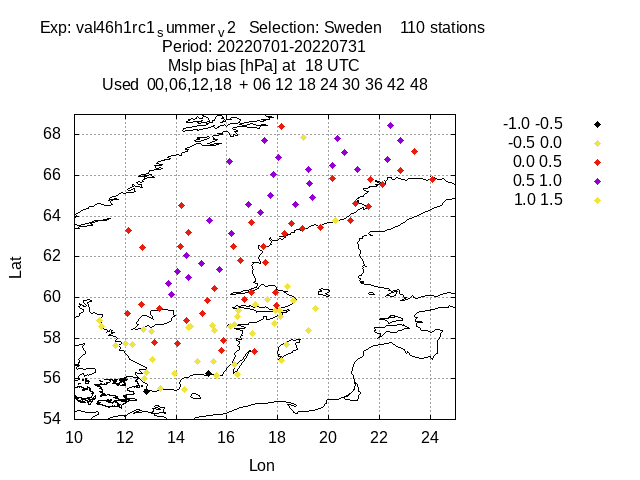 Exp: val46h1rc1summerv2 Selection: Sweden 110 stations
Period: 20220701-20220731
Mslp bias [hPa] at 18 UTC
Used 00,06,12,18 + 06 12 18 24 30 36 42 48
-1.0 -0.5
-0.5 0.0
0.0 0.5
0.5 1.0
1.0 1.5
68
66
64
62
60
58
56
54
Lat
10 12 14 16 18 20 22 24
Lon